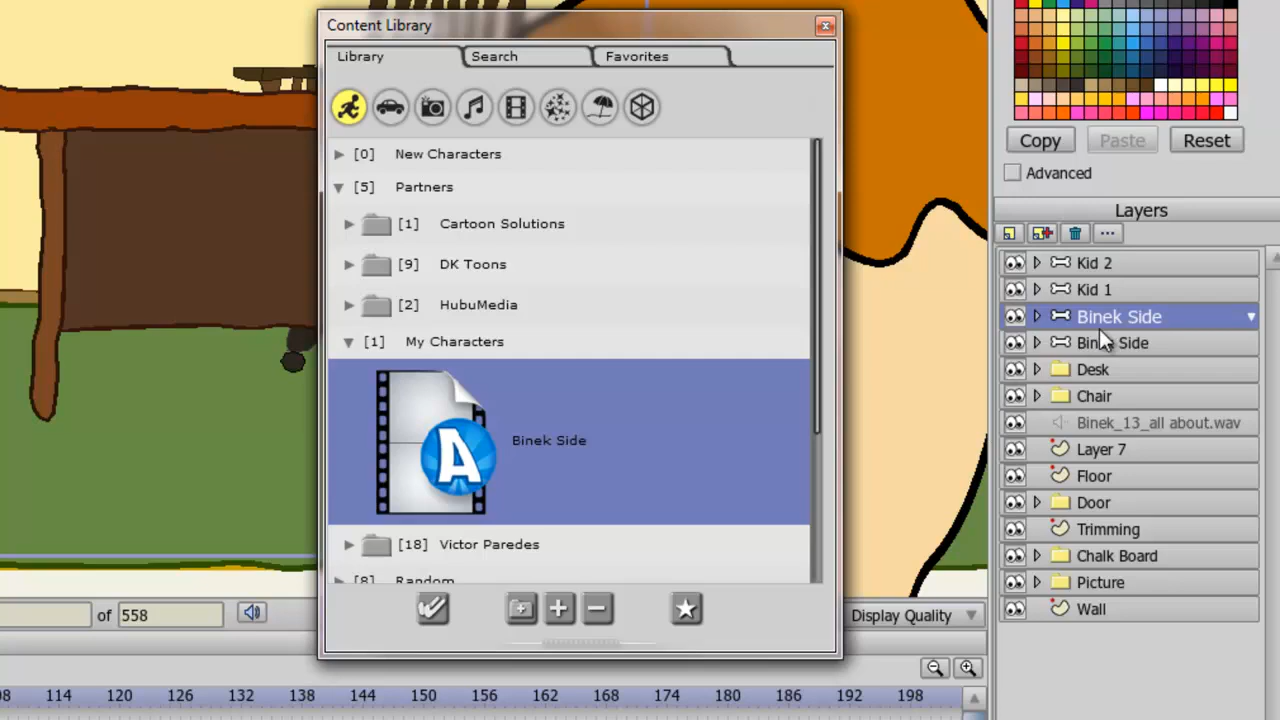 Content Library
Library
Search
Favorites
[0] New Characters
[5] Partners
[1] Cartoon Solutions
[9] DK Toons
[2] HubuMedia
[1] My Characters
A
Binek Side
[18] Victor Paredes
[8] Random
of 558
Display Quality
114 120 126 132 138 144 150 156 162 168 174 180 186 192 198
Copy
Paste
Reset
Advanced
Layers
Kid 2
Kid 1
Binek Side
Binek Side
Desk
Chair
Binek_13_all about.wav
Layer 7
Floor
Door
Trimming
Chalk Board
Picture
Wall